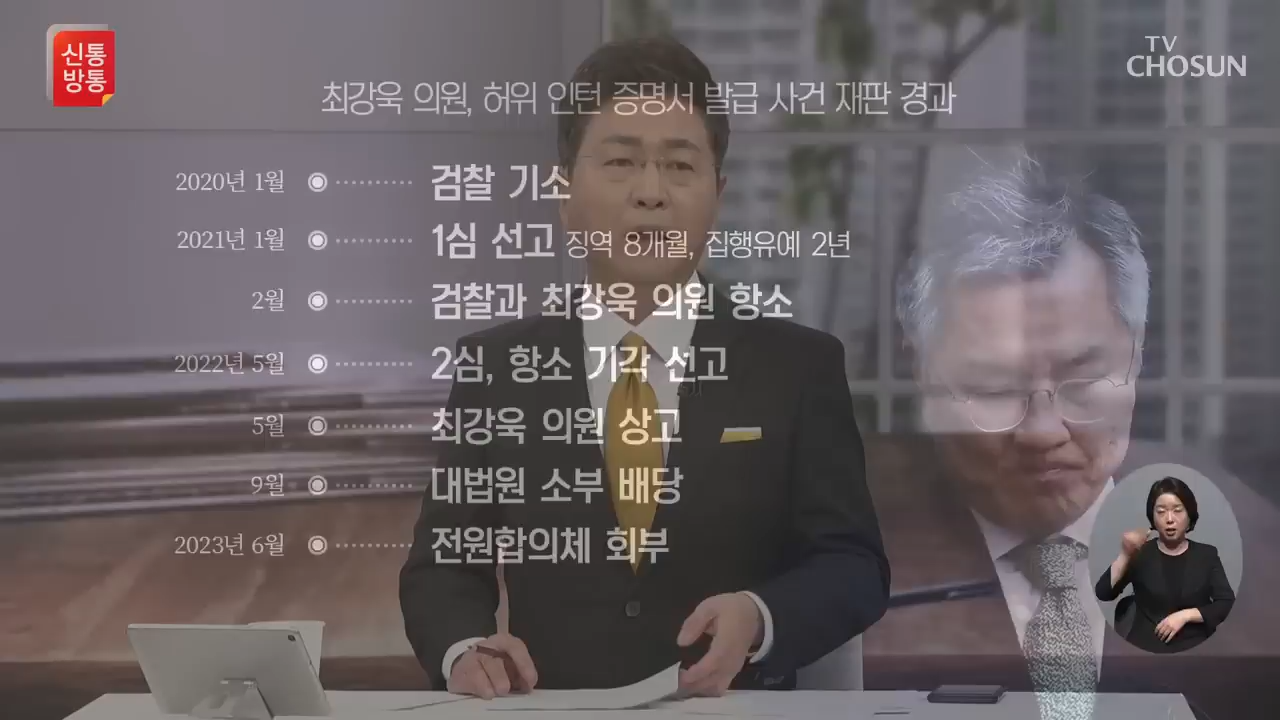 신통
방통
TV
CHOSUN
최강욱 의원, 허위 인턴 증명서 발급 사건 재판 경과
2020년 1월 검찰 기소
2021년 1월 1심 선고 징역 8개월, 집행유예 2년
2월 검찰과 최강욱 의원 항소
2022년 5월 2심, 항소 기각 선고
5월 최강욱 의원 상고
9월 대법원 소부 배당
2023년 6월 전원합의체 회부